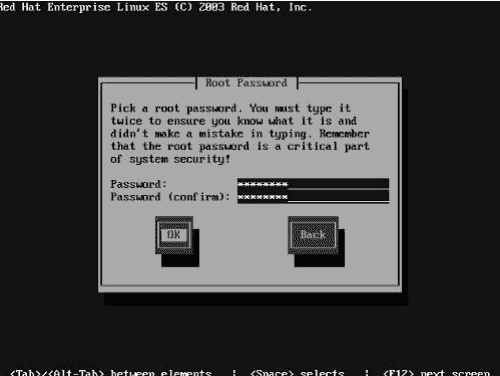 Red Hat Enterprise Linux ES (C) 2003 Red Hat, Inc.
Root Password
Pick a root password. You must type it
twice to ensure you know what it is and
didn't make a mistake in typing. Remember
that the root password is a critical part
of system security!
Password: ********
Password (confirm): ********
OK Back
<Tab>/<Alt-Tab> between elements | <Space> selects | <F12> next screen